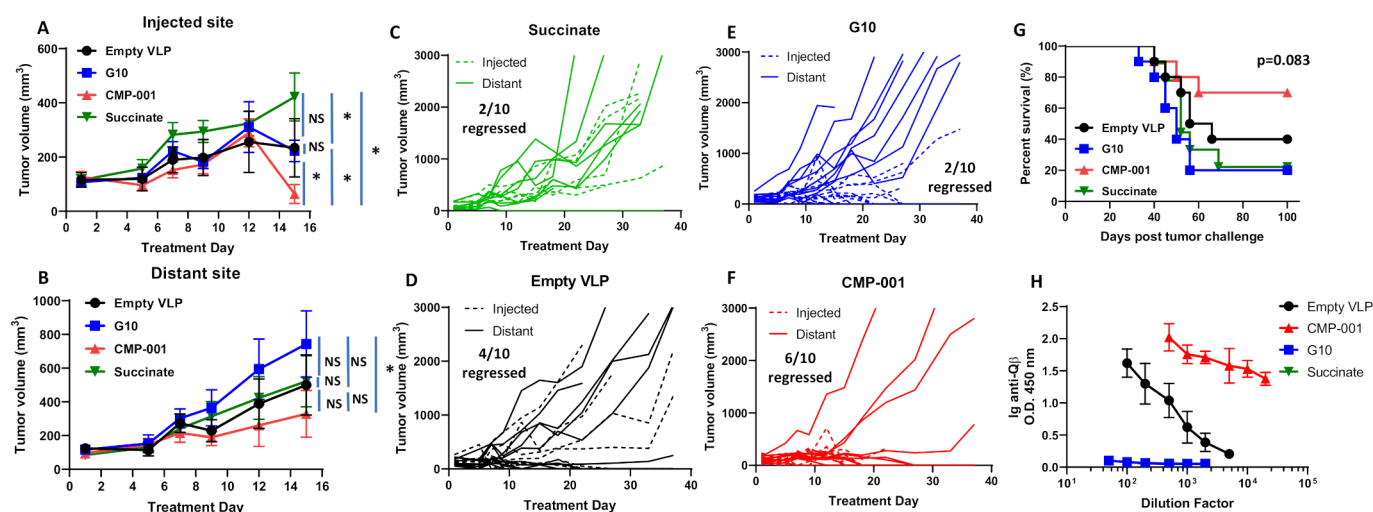 A
Injected site
Tumor volume (mm³)
600
400
200
0
Empty VLP
G10
CMP-001
Succinate
NS
NS
*
*
*
*
0 2 4 6 8 10 12 14 16
Treatment Day
B
Distant site
Tumor volume (mm³)
1000
800
600
400
200
0
Empty VLP
G10
CMP-001
Succinate
NS
NS
NS
NS
NS
*
0 2 4 6 8 10 12 14 16
Treatment Day
C
Succinate
Tumor volume (mm³)
3000
2000
1000
0
Injected
Distant
2/10
regressed
0 10 20 30 40
Treatment Day
D
Empty VLP
Tumor volume (mm³)
3000
2000
1000
0
Injected
Distant
4/10
regressed
0 10 20 30 40
Treatment Day
E
G10
Tumor volume (mm³)
3000
2000
1000
0
Injected
Distant
2/10
regressed
0 10 20 30 40
Treatment Day
F
CMP-001
Tumor volume (mm³)
3000
2000
1000
0
Injected
Distant
6/10
regressed
0 10 20 30 40
Treatment Day
G
Percent survival (%)
100
80
60
40
20
0
p=0.083
Empty VLP
G10
CMP-001
Succinate
0 20 40 60 80 100
Days post tumor challenge
H
Ig anti-Qβ
O.D. 450 nm
2.5
2.0
1.5
1.0
0.5
0.0
Empty VLP
CMP-001
G10
Succinate
10¹ 10² 10³ 10⁴ 10⁵
Dilution Factor